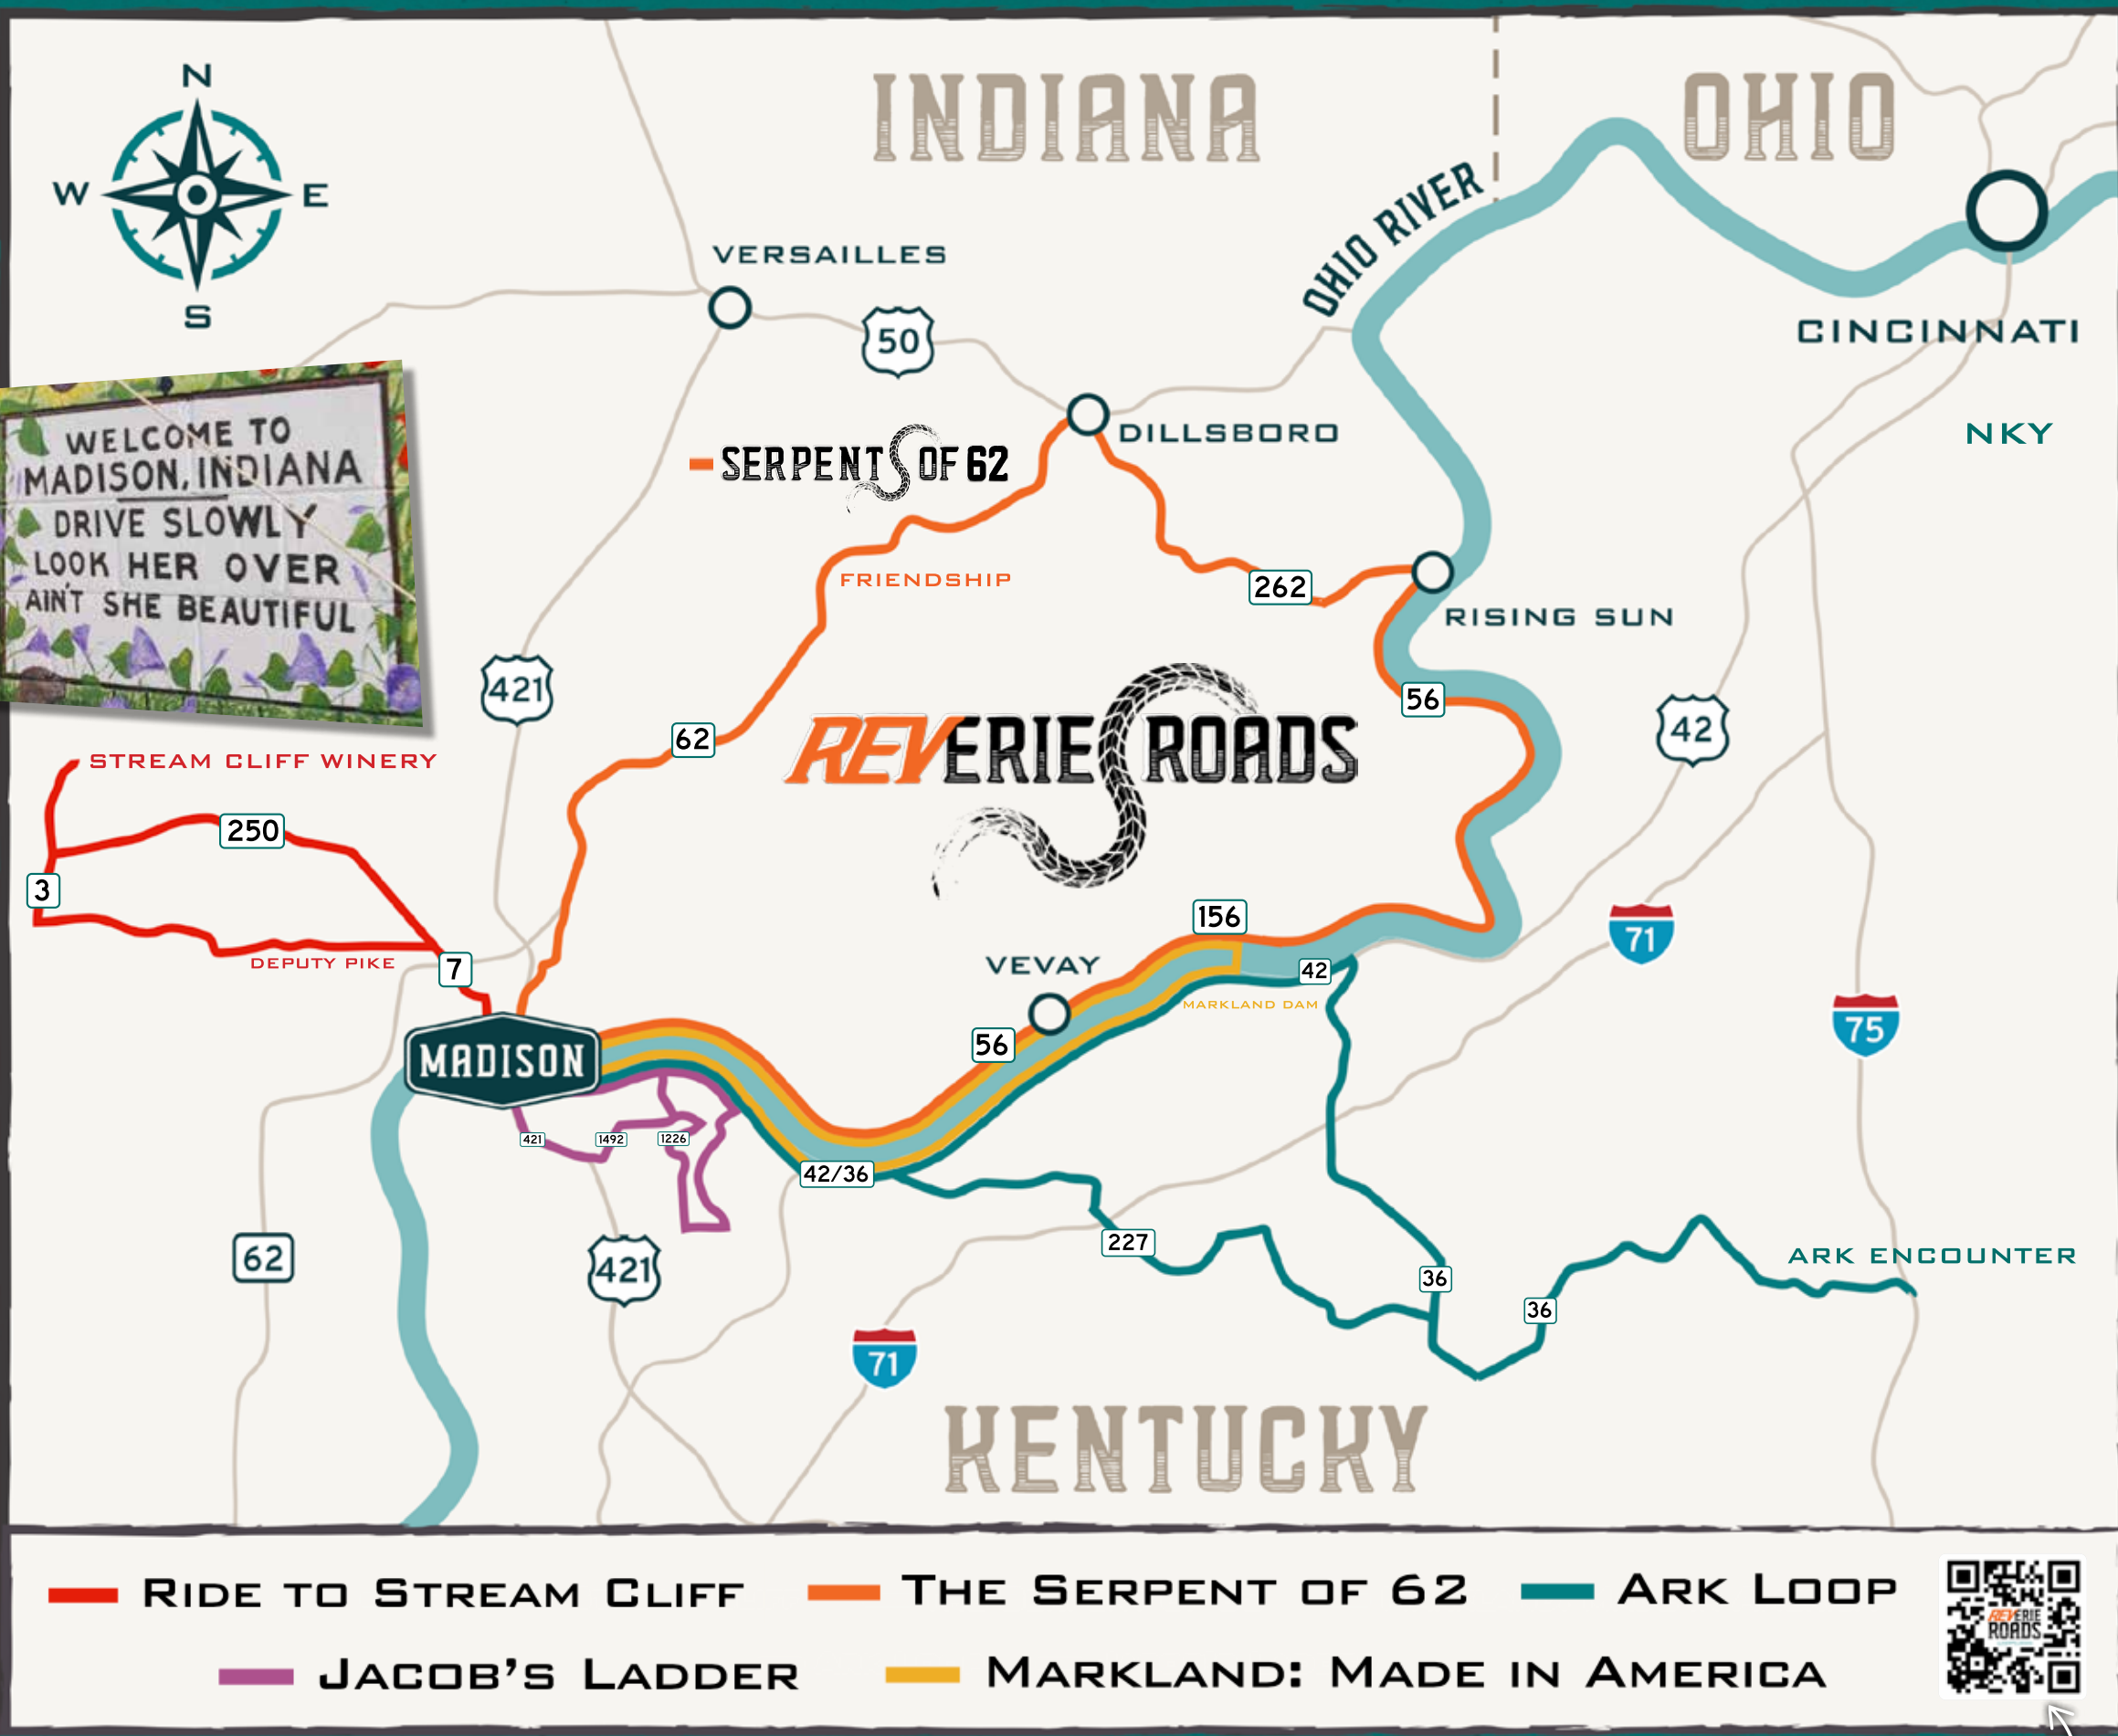 INDIANA
OHIO
N
W
E
S
OHIO RIVER
VERSAILLES
50
CINCINNATI
WELCOME TO
MADISON, INDIANA
DRIVE SLOWLY
LOOK HER OVER
AIN'T SHE BEAUTIFUL
DILLSBORO
NKY
SERPENT OF 62
FRIENDSHIP
262
RISING SUN
421
56
42
62
REVERIE ROADS
STREAM CLIFF WINERY
250
3
156
71
DEPUTY PIKE
7
VEVAY
42
MARKLAND DAM
75
56
MADISON
421
1492
1226
42/36
62
421
227
ARK ENCOUNTER
36
36
71
KENTUCKY
RIDE TO STREAM CLIFF
THE SERPENT OF 62
ARK LOOP
REVERIE
ROADS
JACOB'S LADDER
MARKLAND: MADE IN AMERICA